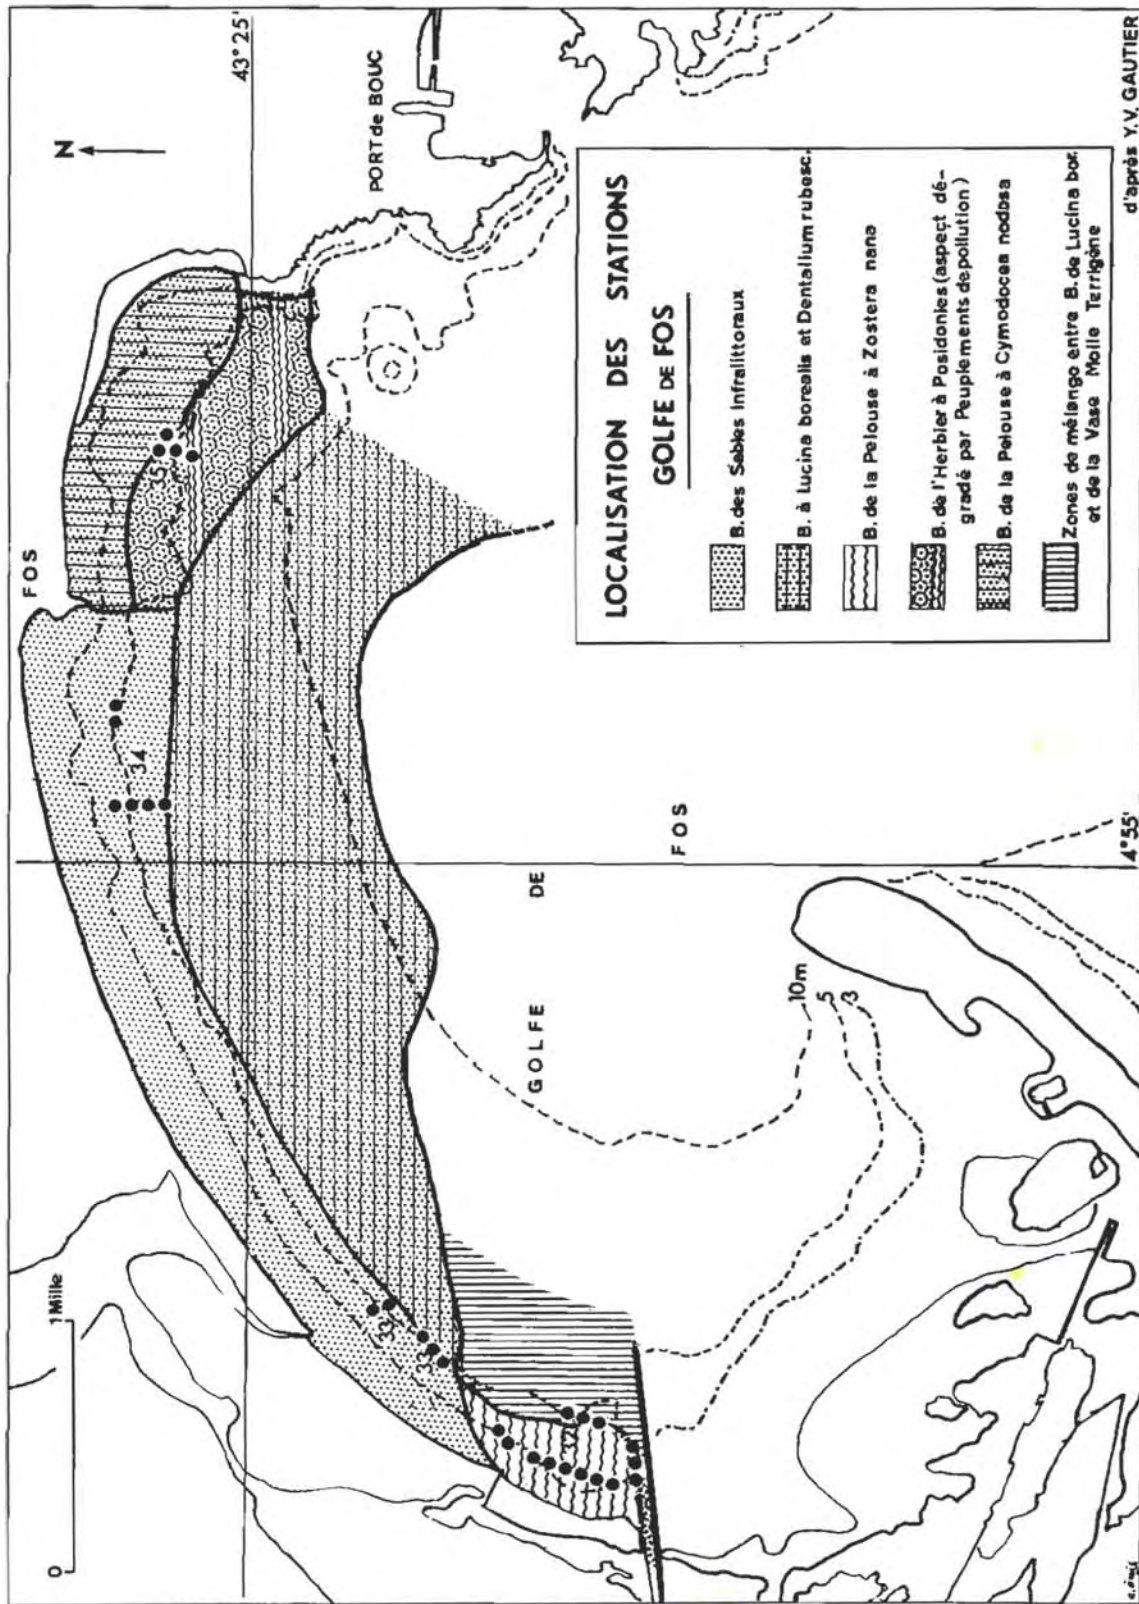 N
43°25'
FOS
PORT de BOUC
0 1 Mille
35
34
33
33
32
GOLFE DE FOS
10m
5
3
4°55'
LOCALISATION DES STATIONS
GOLFE DE FOS
B. des Sables Infralittoraux
B. à Lucina borealis et Dentalium rubesc.
B. de la Pelouse à Zostera nana
B. de l'Herbier à Posidonies (aspect dé-
gradé par Peuplements de pollution)
B. de la Pelouse à Cymodocea nodosa
Zones de mélange entre B. de Lucina bor.
et de la Vase Molle Terrigène
d'après Y.V. GAUTIER